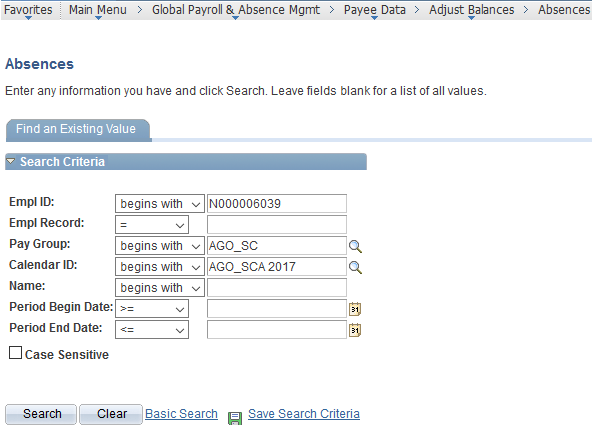 Favorites Main Menu > Global Payroll & Absence Mgmt > Payee Data > Adjust Balances > Absences
Absences
Enter any information you have and click Search. Leave fields blank for a list of all values.
Find an Existing Value
Search Criteria
Empl ID: begins with N000006039
Empl Record: =
Pay Group: begins with AGO_SC
Calendar ID: begins with AGO_SCA 2017
Name: begins with
Period Begin Date: >= 31
Period End Date: <= 31
Case Sensitive
Search Clear Basic Search Save Search Criteria